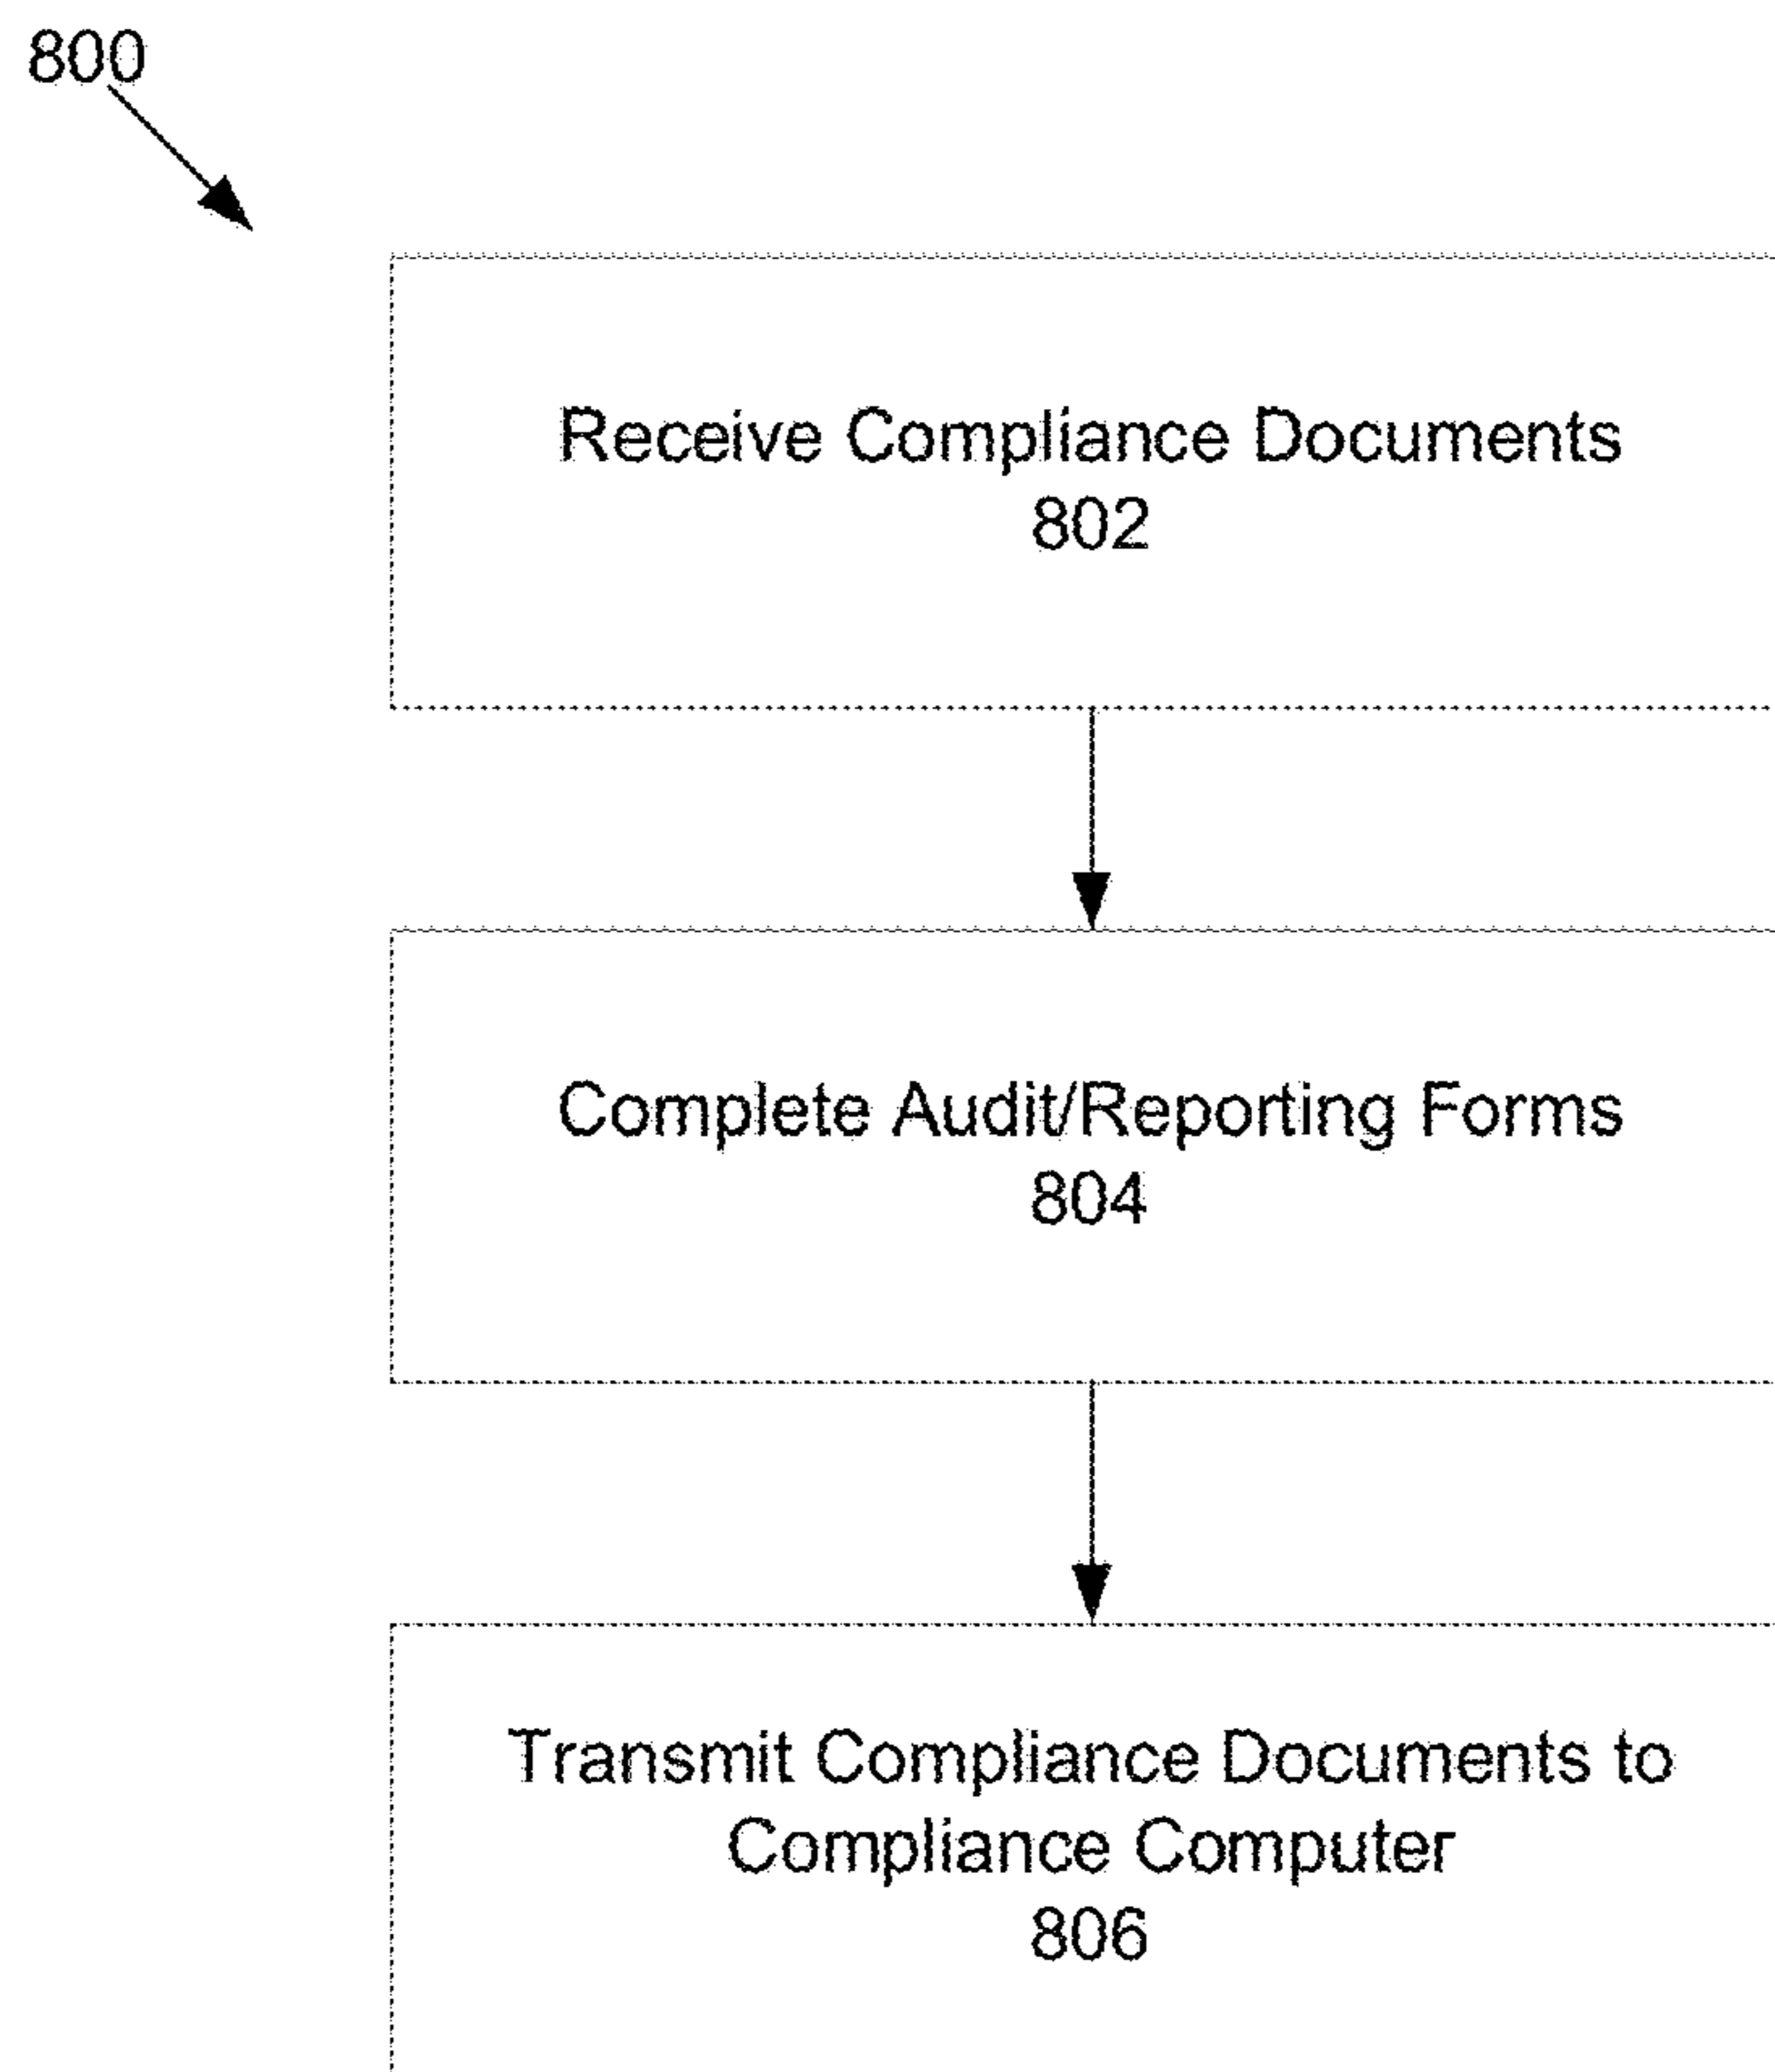 800
Receive Compliance Documents
802
Complete Audit/Reporting Forms
804
Transmit Compliance Documents to
Compliance Computer
806